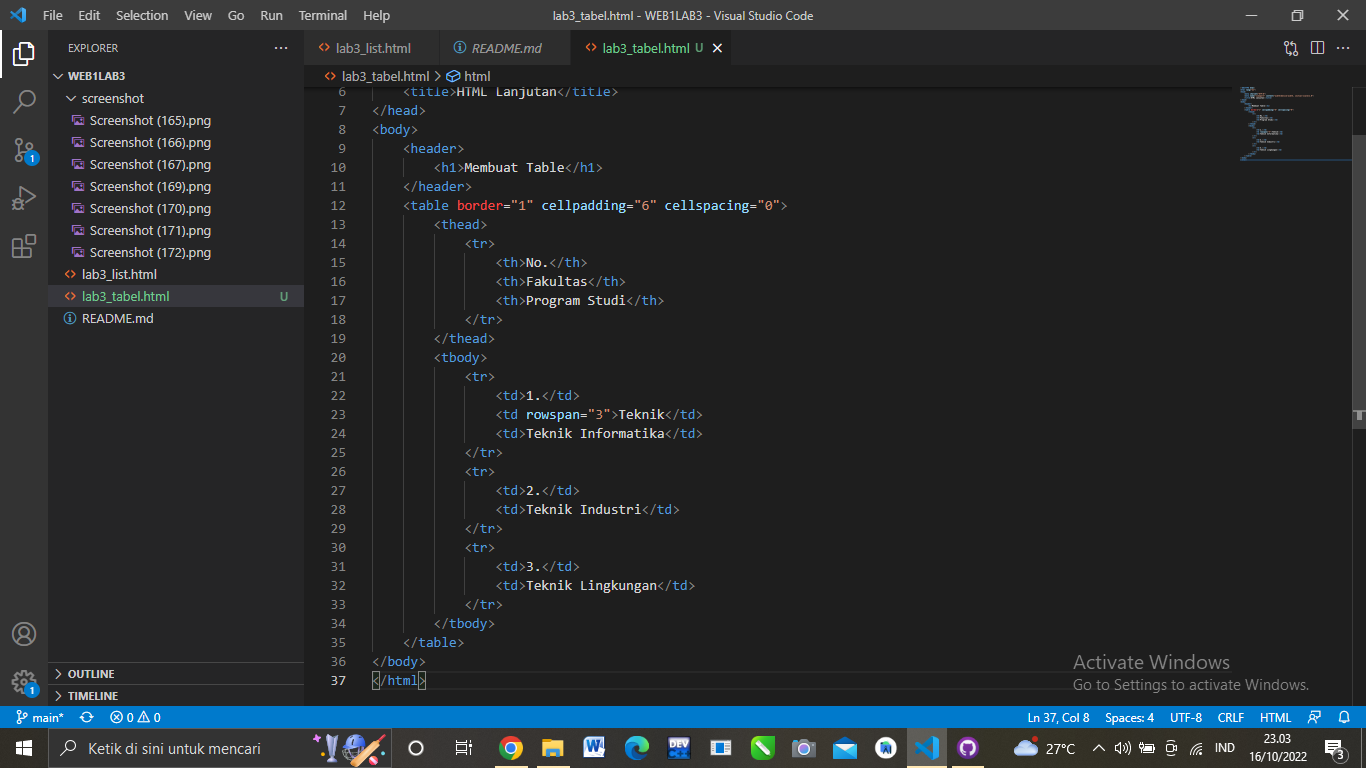 File Edit Selection View Go Run Terminal Help
lab3_tabel.html - WEB1LAB3 - Visual Studio Code
EXPLORER
WEB1LAB3
screenshot
Screenshot (165).png
Screenshot (166).png
Screenshot (167).png
Screenshot (169).png
Screenshot (170).png
Screenshot (171).png
Screenshot (172).png
lab3_list.html
lab3_tabel.html U
README.md
OUTLINE
TIMELINE
1
1
lab3_list.html README.md lab3_tabel.html U
lab3_tabel.html > html
6 <title>HTML Lanjutan</title>
7 </head>
8 <body>
9 <header>
10 <h1>Membuat Table</h1>
11 </header>
12 <table border="1" cellpadding="6" cellspacing="0">
13 <thead>
14 <tr>
15 <th>No.</th>
16 <th>Fakultas</th>
17 <th>Program Studi</th>
18 </tr>
19 </thead>
20 <tbody>
21 <tr>
22 <td>1.</td>
23 <td rowspan="3">Teknik</td>
24 <td>Teknik Informatika</td>
25 </tr>
26 <tr>
27 <td>2.</td>
28 <td>Teknik Industri</td>
29 </tr>
30 <tr>
31 <td>3.</td>
32 <td>Teknik Lingkungan</td>
33 </tr>
34 </tbody>
35 </table>
36 </body>
37 </html>
Activate Windows
Go to Settings to activate Windows.
main* 0 0
Ln 37, Col 8 Spaces: 4 UTF-8 CRLF HTML
Ketik di sini untuk mencari
DEV
27°C
IND
23.03
16/10/2022
3